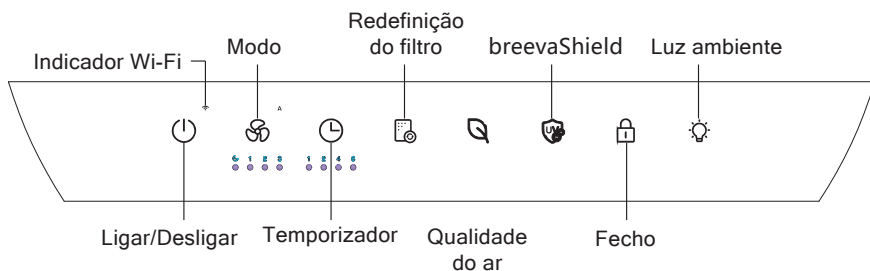 Redefinição
do filtro
Indicador Wi-Fi
Modo
breevaShield
Luz ambiente
A
UV
1 2 3
1 2 4 8
Ligar/Desligar
Temporizador
Qualidade
do ar
Fecho